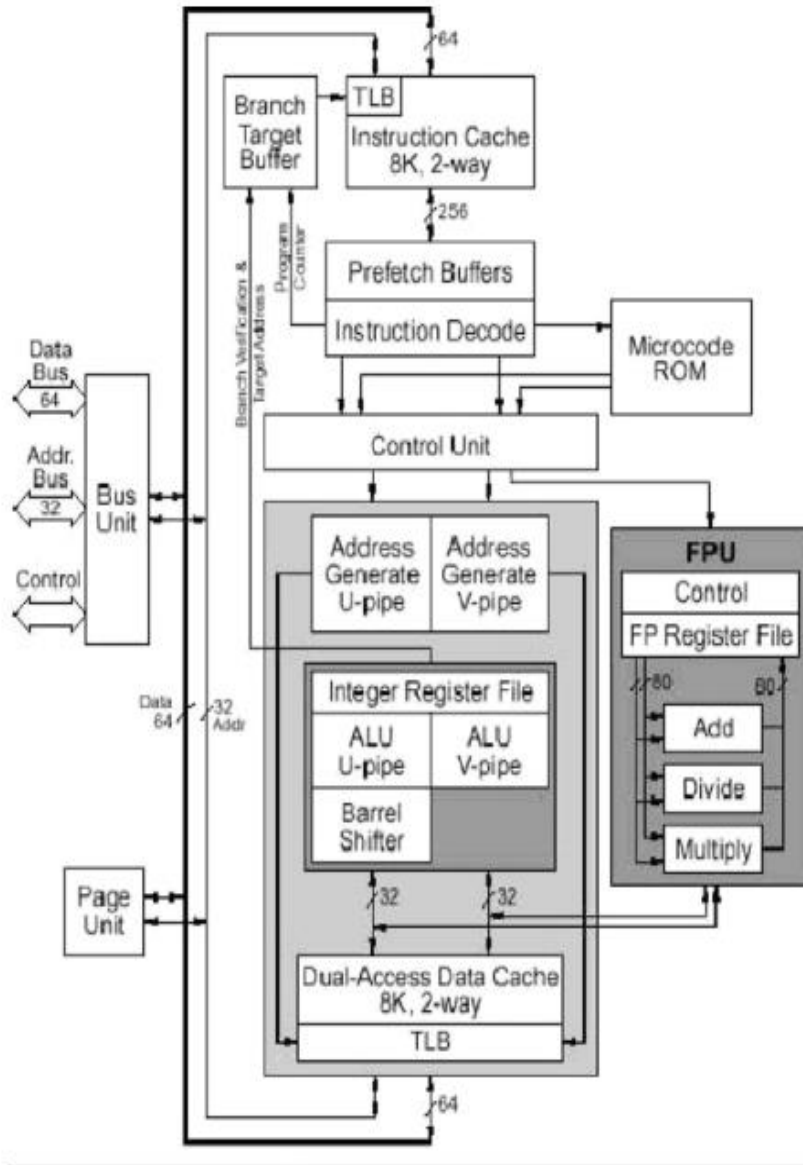 64
TLB
Instruction Cache
8K, 2-way
Branch
Target
Buffer
256
Branch Verification &
Target Address
Program
Counter
Prefetch Buffers
Instruction Decode
Microcode
ROM
Data
Bus
64
Addr.
Bus
32
Control
Bus
Unit
Control Unit
Address
Generate
U-pipe
Address
Generate
V-pipe
FPU
Control
FP Register File
80
80
Add
Divide
Multiply
Integer Register File
ALU
U-pipe
ALU
V-pipe
Barrel
Shifter
Data
64
32
Addr
Page
Unit
32
32
Dual-Access Data Cache
8K, 2-way
TLB
64